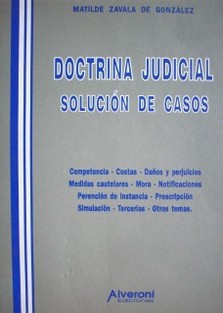 MATILDE ZAVALA DE GONZÁLEZ
DOCTRINA JUDICIAL
SOLUCIÓN DE CASOS
Competencia - Costas - Daños y perjuicios
Medidas cautelares - Mora - Notificaciones
Perención de instancia - Prescripción
Simulación - Tercerías - Otros temas.
Alveroni
Ediciones